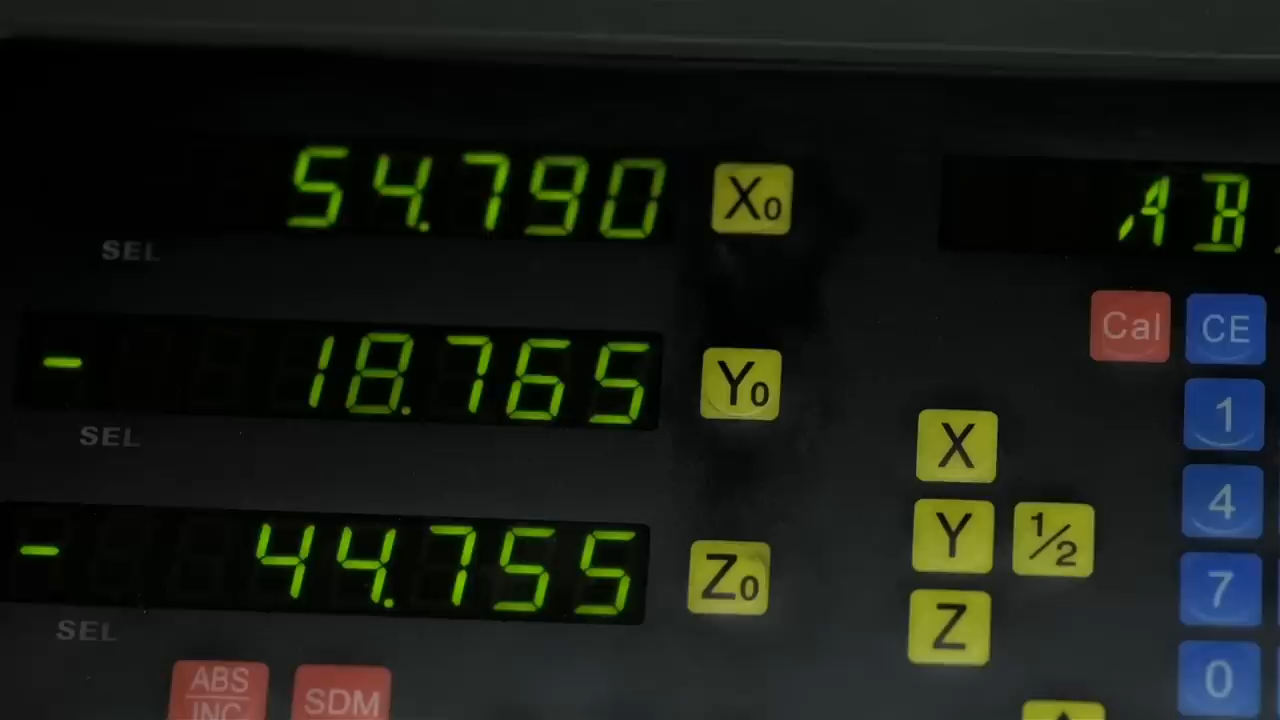 54.790 X0 AB
SEL
- 18.765 Y0 Cal CE
SEL
1
X
4
- 44.755 Z0 Y 1/2
7
SEL
Z
ABS
INC
SDM
0